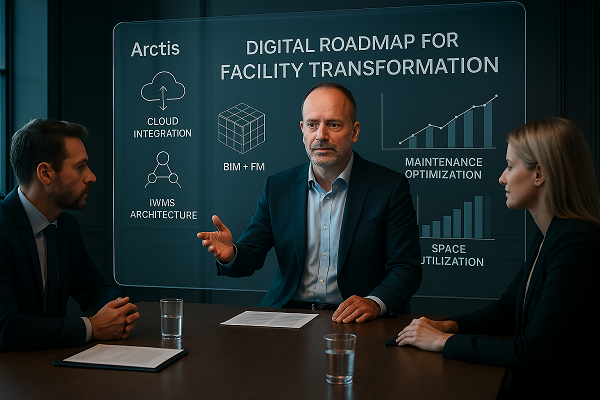 Arctis
DIGITAL ROADMAP FOR
FACILITY TRANSFORMATION
CLOUD
INTEGRATION
BIM + FM
IWMS
ARCHITECTURE
MAINTENANCE
OPTIMIZATION
SPACE
UTILIZATION